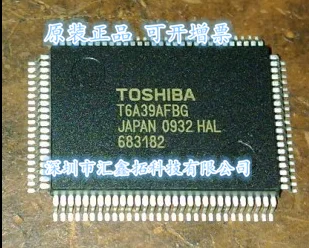 原装正品 可开增票
TOSHIBA
T6A39AFBG
JAPAN 0932 HAL
683182
深圳市汇鑫拓科技有限公司